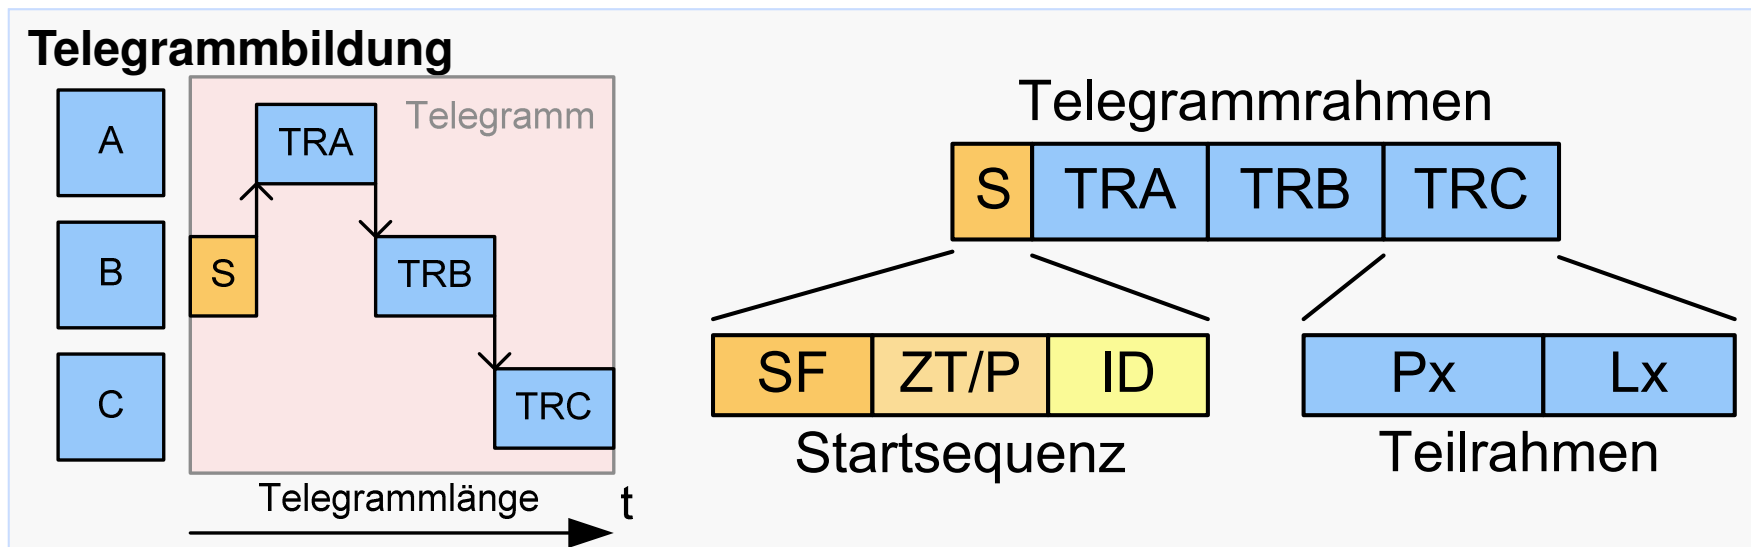 Telegrammbildung
Telegramm
A
TRA
B
S
TRB
C
TRC
Telegrammlänge
t
Telegrammrahmen
S TRA TRB TRC
SF ZT/P ID
Startsequenz
Px Lx
Teilrahmen